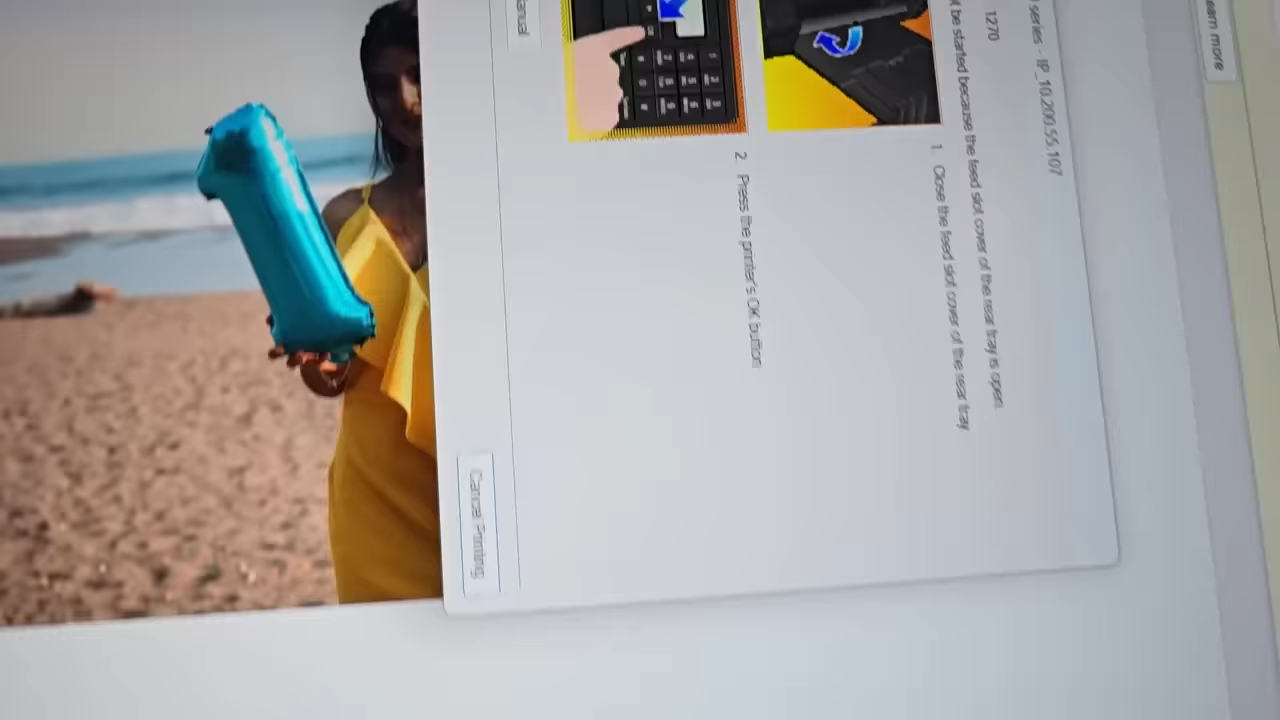 earn more
series - IP_10.200.55.107
1270
be started because the feed slot cover of the rear tray is open.
1. Close the feed slot cover of the rear tray
2. Press the printer's OK button
Cancel Printing